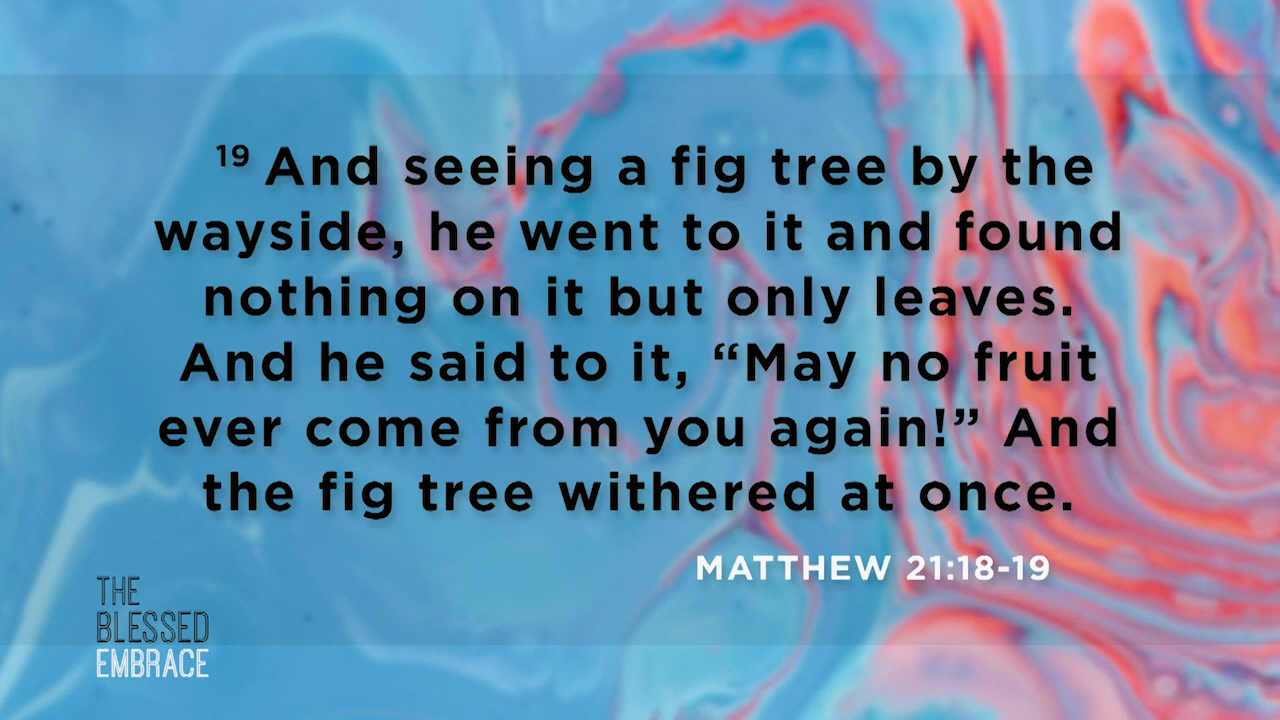 19 And seeing a fig tree by the
wayside, he went to it and found
nothing on it but only leaves.
And he said to it, “May no fruit
ever come from you again!” And
the fig tree withered at once.
MATTHEW 21:18-19
THE
BLESSED
EMBRACE